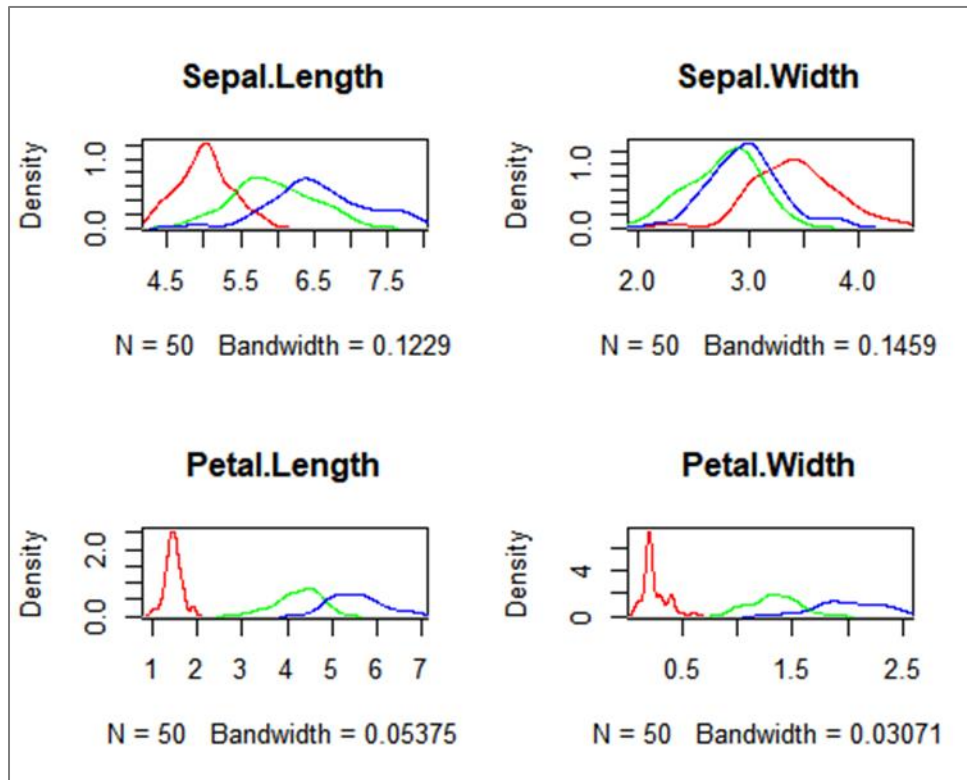 Sepal.Length
Density
0.0 1.0
4.5 5.5 6.5 7.5
N = 50 Bandwidth = 0.1229
Sepal.Width
Density
0.0 1.0
2.0 3.0 4.0
N = 50 Bandwidth = 0.1459
Petal.Length
Density
0.0 2.0
1 2 3 4 5 6 7
N = 50 Bandwidth = 0.05375
Petal.Width
Density
0 4
0.5 1.5 2.5
N = 50 Bandwidth = 0.03071